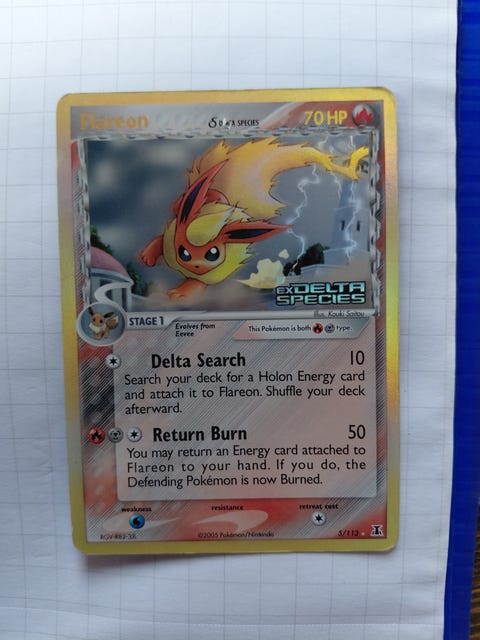 Flareon δ DELTA SPECIES 70 HP
EX DELTA
SPECIES
Illus. Kouki Saitou
STAGE 1 Evolves from
Eevee
This Pokémon is both type.
Delta Search 10
Search your deck for a Holon Energy card
and attach it to Flareon. Shuffle your deck
afterward.
Return Burn 50
You may return an Energy card attached to
Flareon to your hand. If you do, the
Defending Pokémon is now Burned.
weakness resistance retreat cost
©2005 Pokémon/Nintendo
5/113